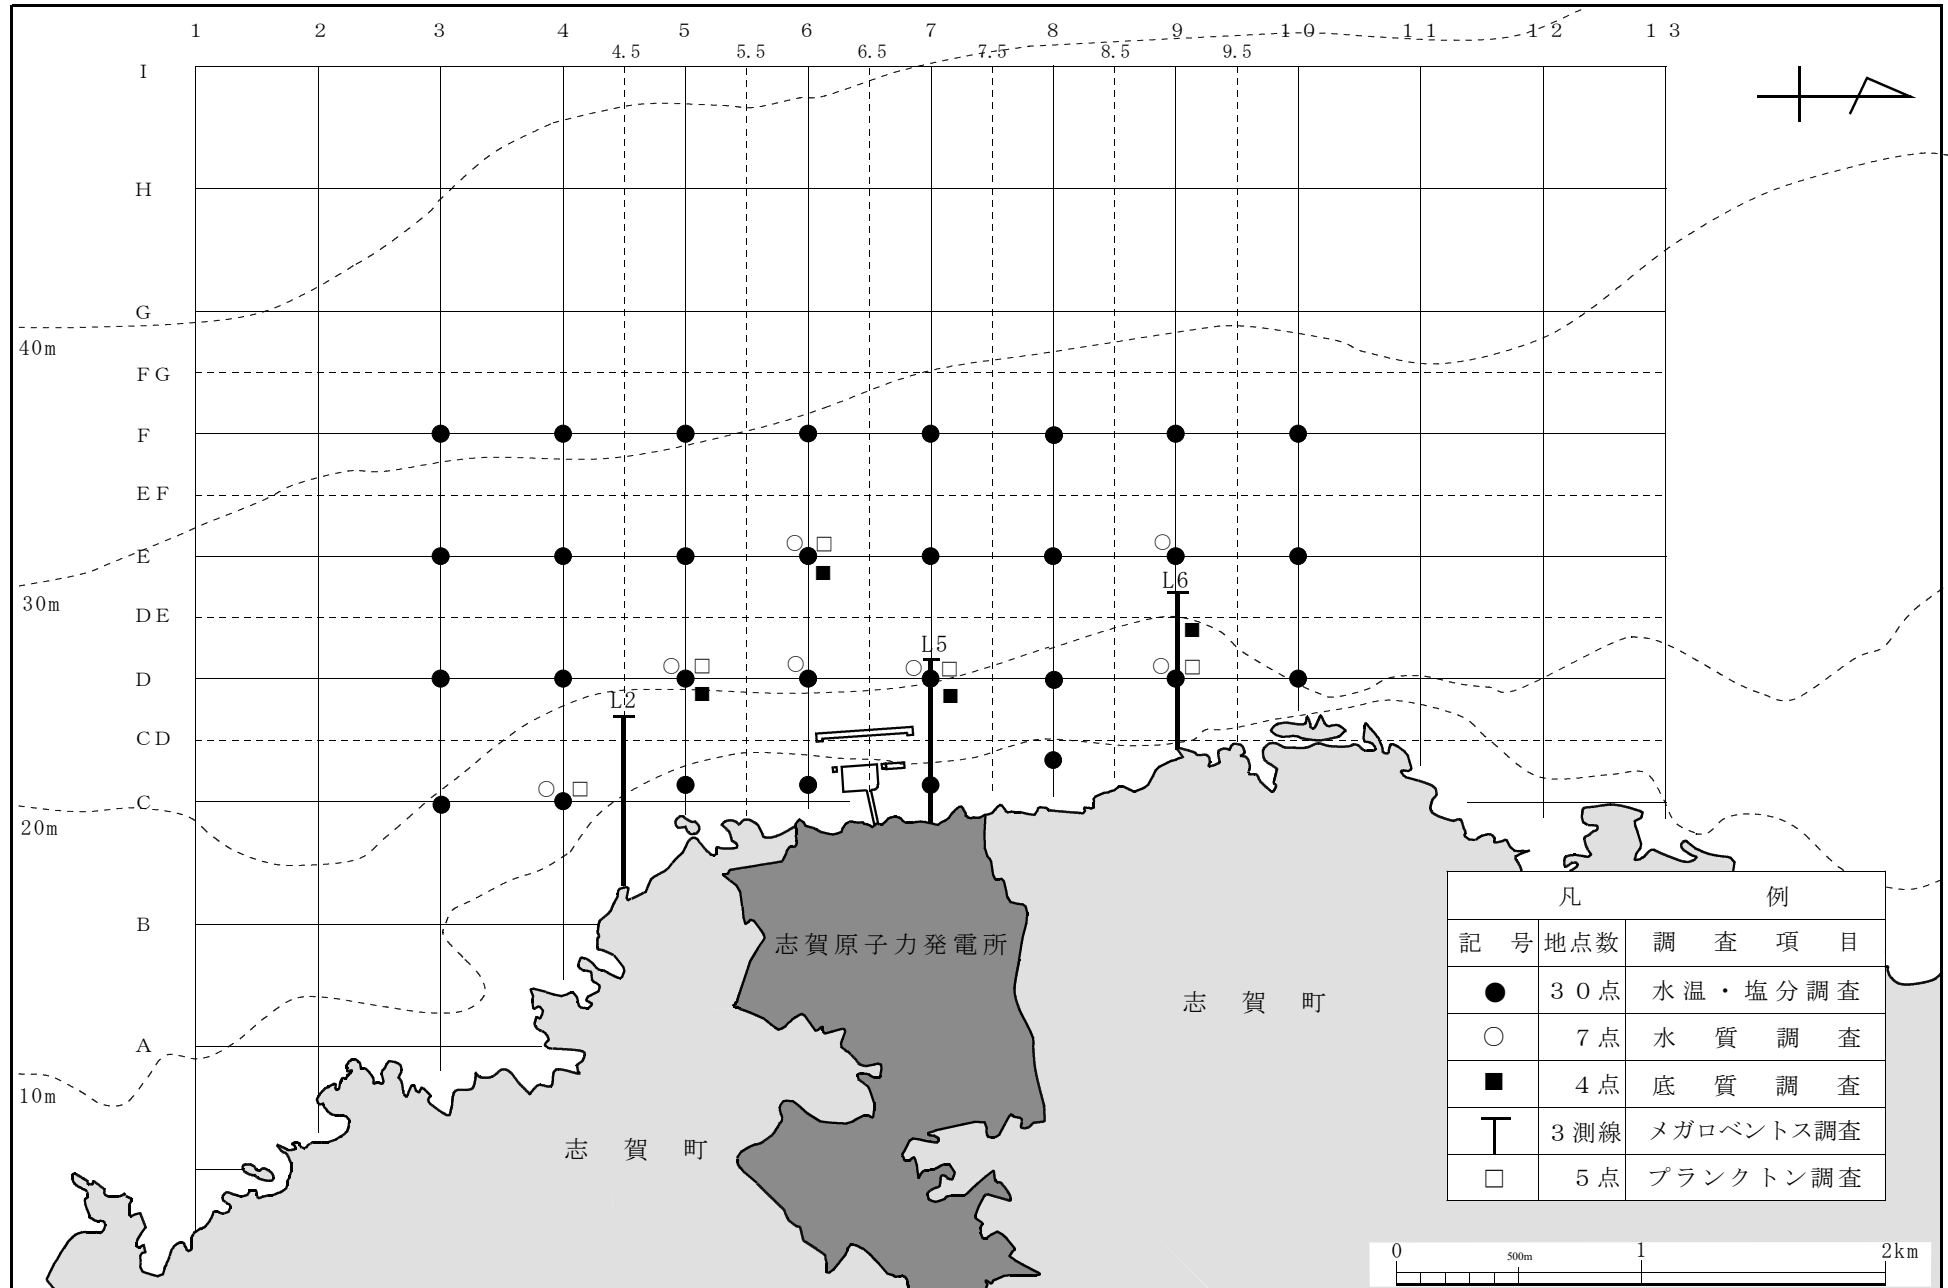 1 2 3 4 5 6 7 8 9 10 11 12 13
4.5 5.5 6.5 7.5 8.5 9.5
I
H
G
40m
FG
F
EF
E
L6
30m
DE
L5
D
L2
CD
C
20m
B
志賀原子力発電所
志賀町
A
10m
志賀町
凡例
記号 地点数 調査項目
● 30点 水温・塩分調査
○ 7点 水質調査
■ 4点 底質調査
3測線 メガロベントス調査
□ 5点 プランクトン調査
0 500m 1 2km